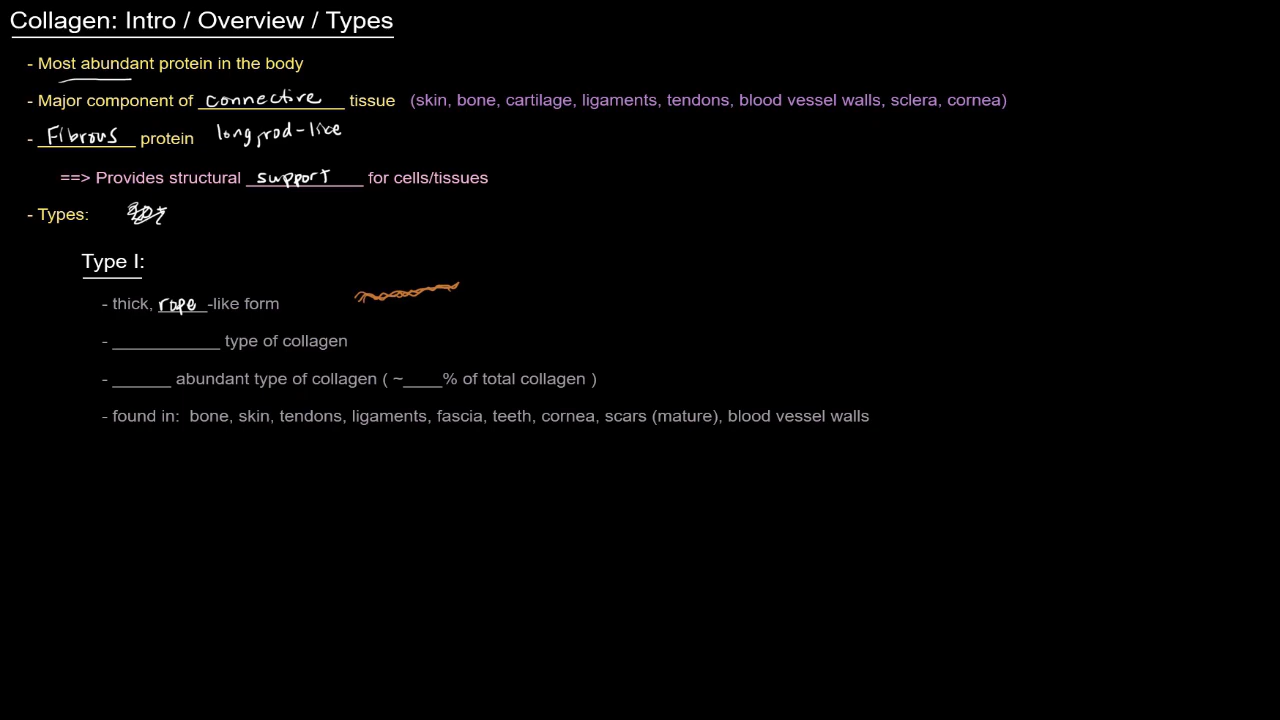 Collagen: Intro / Overview / Types
- Most abundant protein in the body
- Major component of connective tissue (skin, bone, cartilage, ligaments, tendons, blood vessel walls, sclera, cornea)
- Fibrous protein long, rod-like
==> Provides structural support for cells/tissues
- Types:
Type I:
- thick, rope-like form
- ____________ type of collagen
- ______ abundant type of collagen ( ~____% of total collagen )
- found in: bone, skin, tendons, ligaments, fascia, teeth, cornea, scars (mature), blood vessel walls